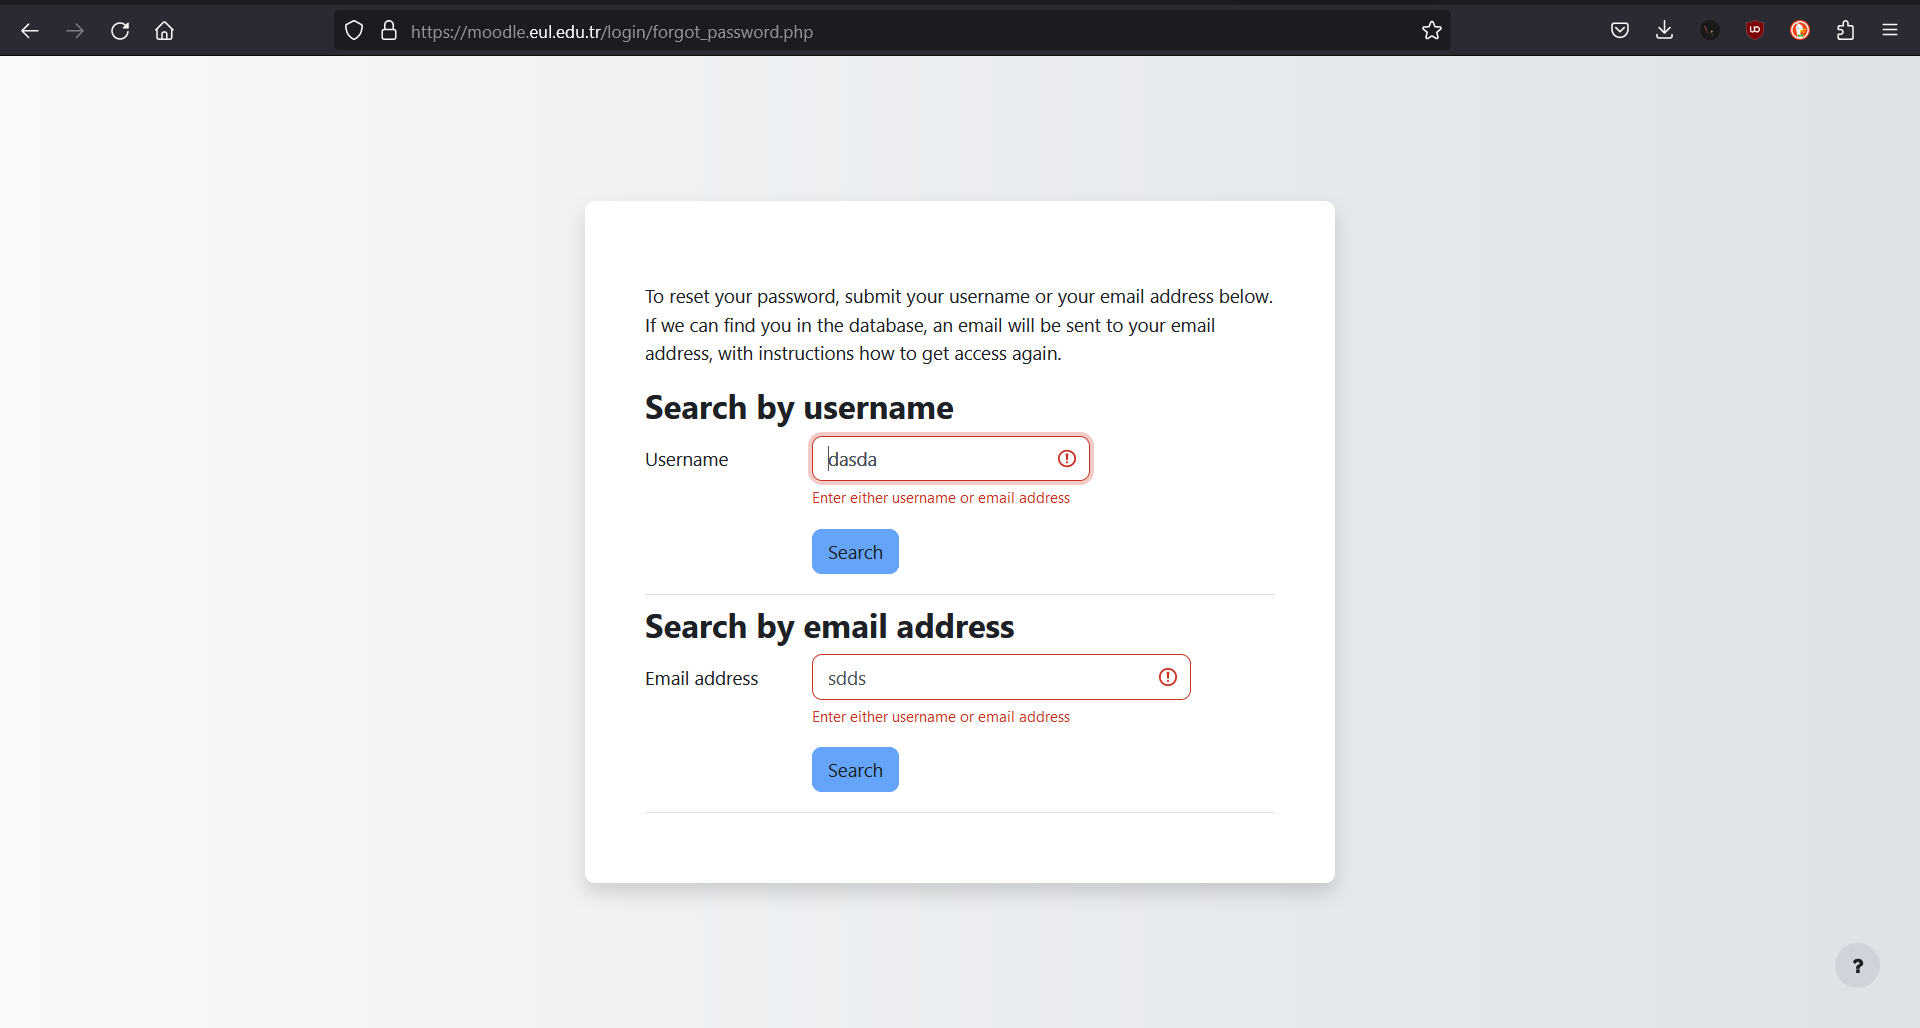 https://moodle.eul.edu.tr/login/forgot_password.php
To reset your password, submit your username or your email address below.
If we can find you in the database, an email will be sent to your email
address, with instructions how to get access again.
Search by username
Username
dasda
Enter either username or email address
Search
Search by email address
Email address
sdds
Enter either username or email address
Search
?